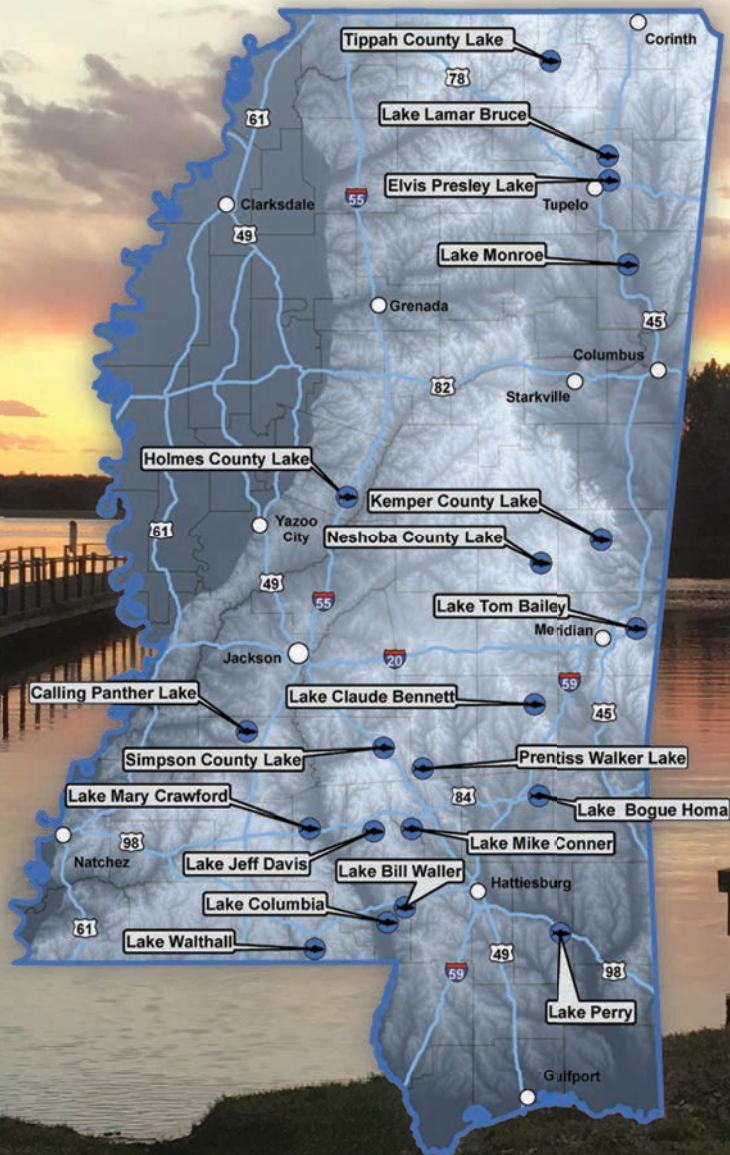 Tippah County Lake
Corinth
78
Lake Lamar Bruce
61
Elvis Presley Lake
55
Tupelo
Clarksdale
49
Lake Monroe
Grenada
45
Columbus
82
Starkville
Holmes County Lake
Kemper County Lake
61
Yazoo
City
Neshoba County Lake
49
55
Lake Tom Bailey
Meridian
Jackson
20
59
Calling Panther Lake
Lake Claude Bennett
45
Simpson County Lake
Prentiss Walker Lake
Lake Mary Crawford
84
Lake Bogue Homa
98
Natchez
Lake Jeff Davis
Lake Mike Conner
Lake Bill Waller
Hattiesburg
Lake Columbia
61
Lake Walthall
49
59
98
Lake Perry
Gulfport